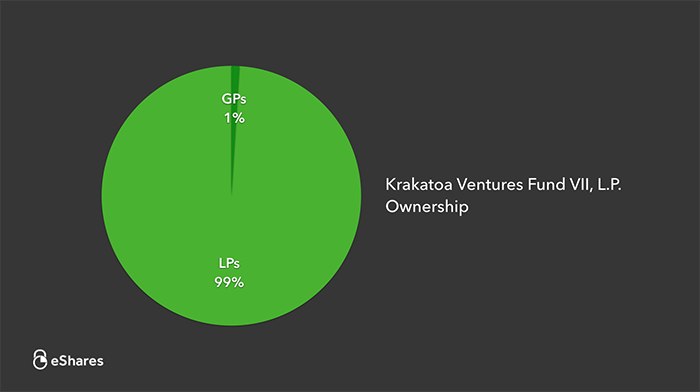 GPs
1%
Krakatoa Ventures Fund VII, L.P.
Ownership
LPs
99%
eShares